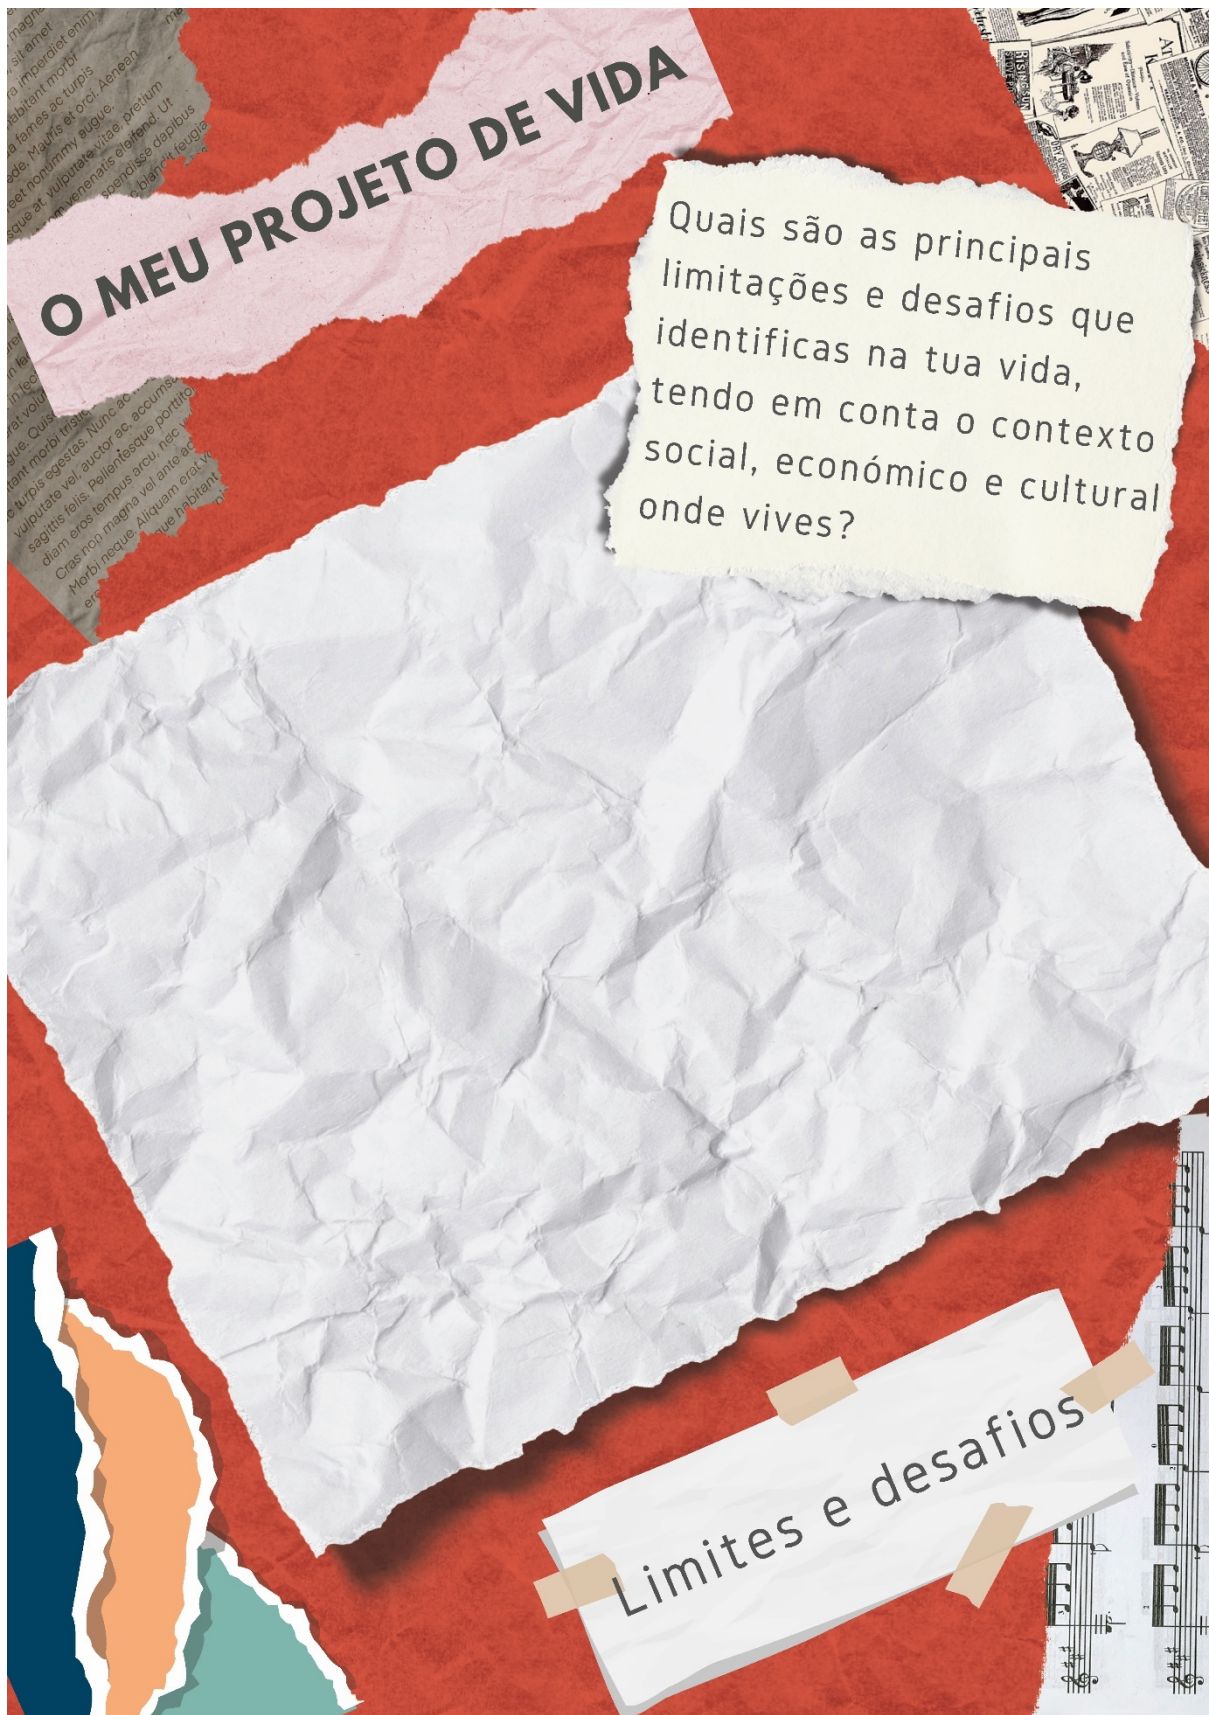 O MEU PROJETO DE VIDA
Quais são as principais
limitações e desafios que
identificas na tua vida,
tendo em conta o contexto
social, económico e cultural
onde vives?
Limites e desafios